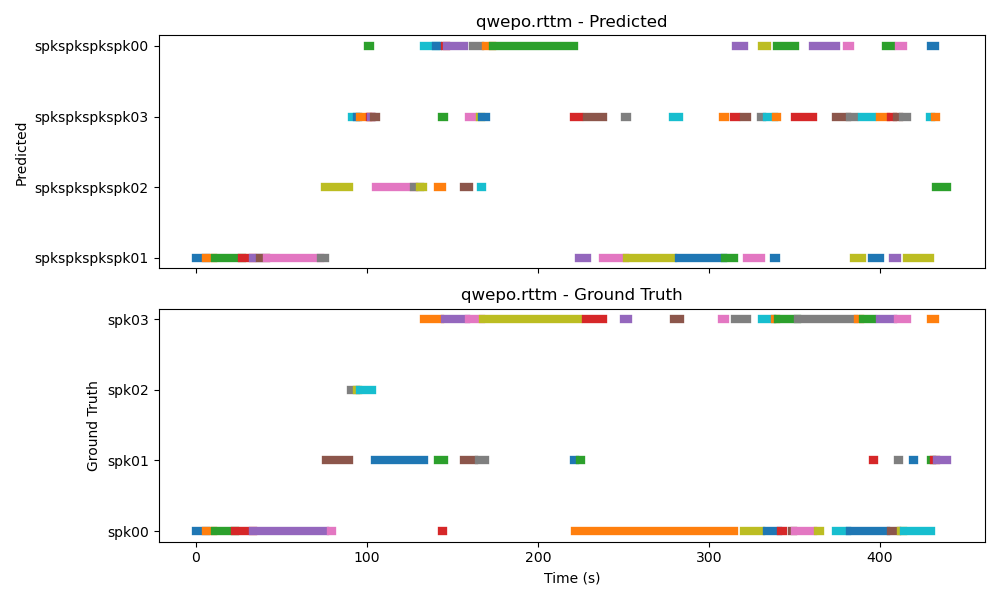 qwepo.rttm - Predicted
spkspkspkspk00
spkspkspkspk03
spkspkspkspk02
spkspkspkspk01
Predicted
qwepo.rttm - Ground Truth
spk03
spk02
spk01
spk00
Ground Truth
0 100 200 300 400
Time (s)